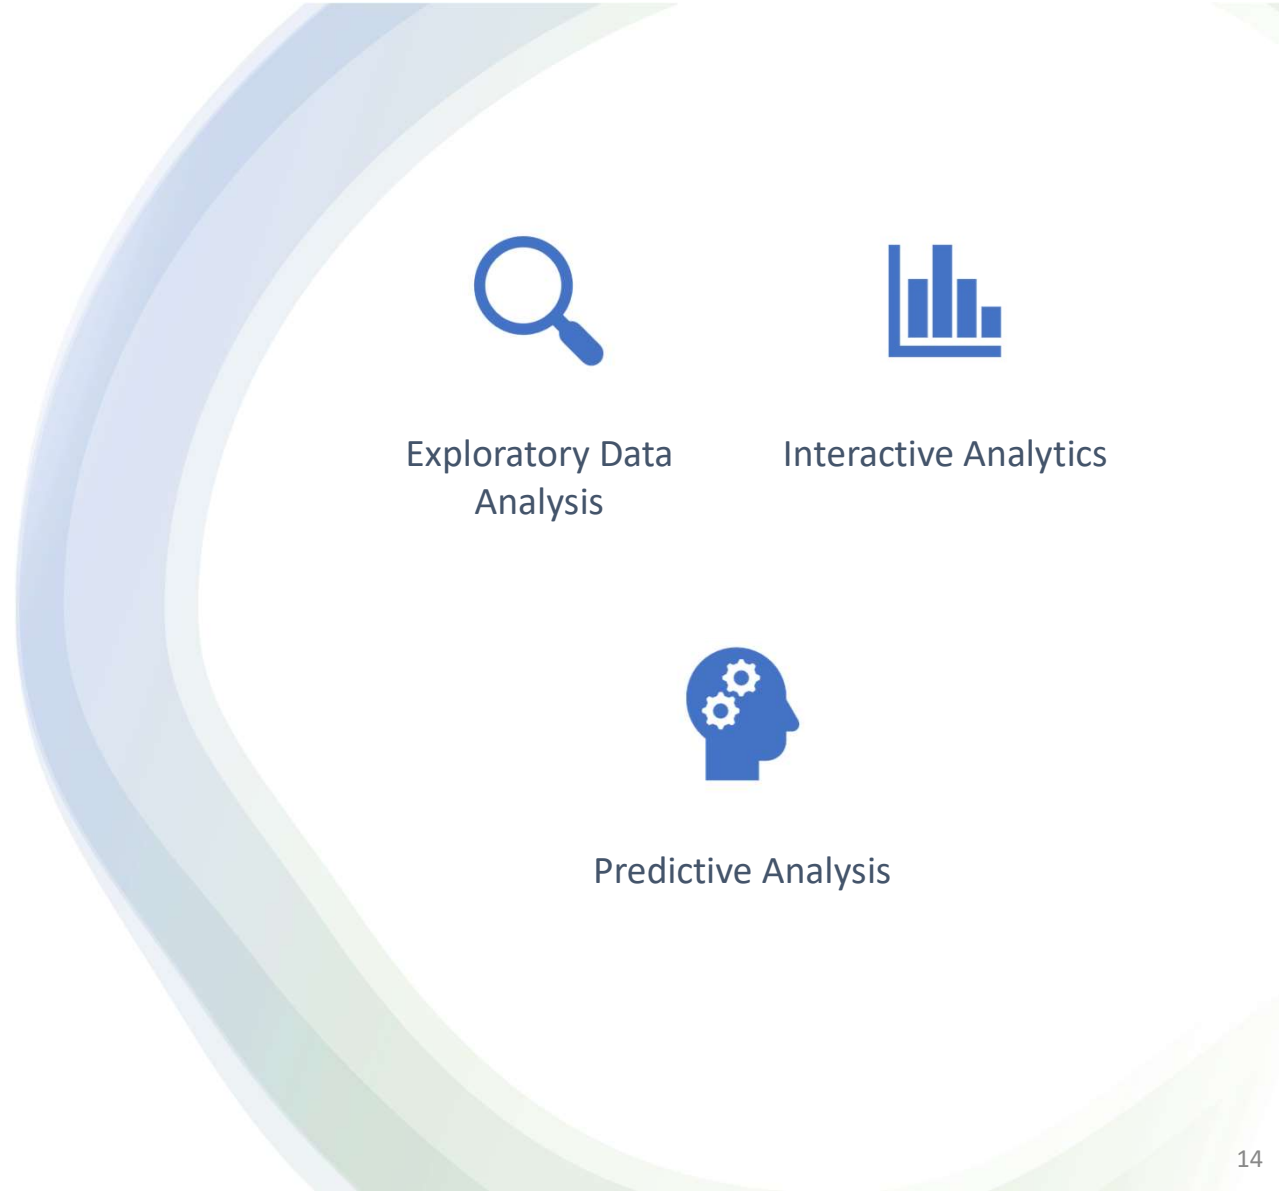 Exploratory Data
Analysis
Interactive Analytics
Predictive Analysis
14